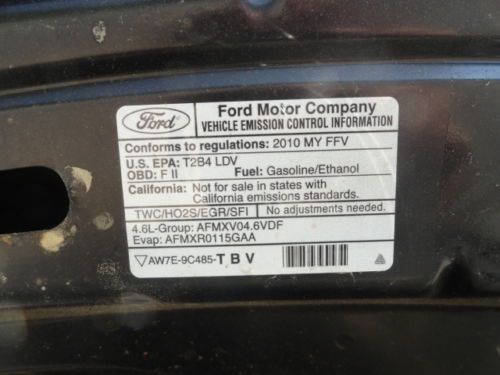 Ford
Ford Motor Company
VEHICLE EMISSION CONTROL INFORMATION
Conforms to regulations: 2010 MY FFV
U.S. EPA: T2B4 LDV
OBD: F II Fuel: Gasoline/Ethanol
California: Not for sale in states with
California emissions standards.
TWC/HO2S/EGR/SFI No adjustments needed.
4.6L-Group: AFMXV04.6VDF
Evap: AFMXR0115GAA
AW7E-9C485-T B V